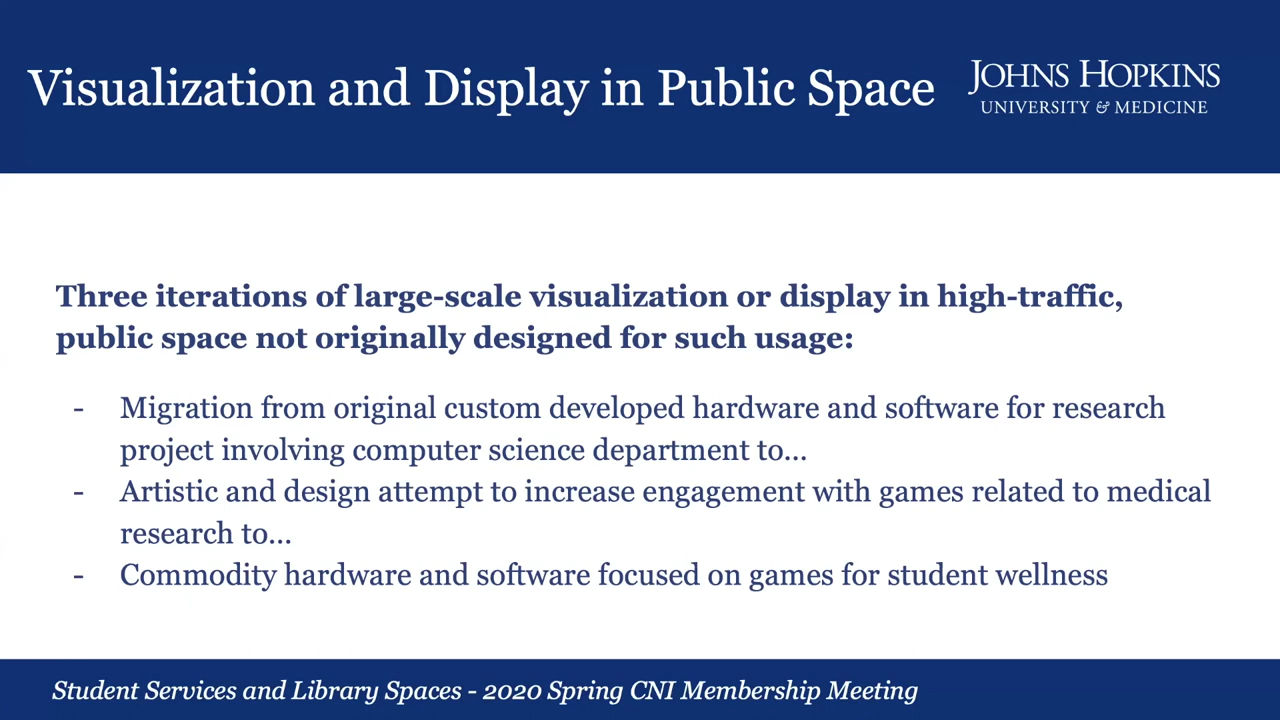 Visualization and Display in Public Space
JOHNS HOPKINS
UNIVERSITY & MEDICINE
Three iterations of large-scale visualization or display in high-traffic,
public space not originally designed for such usage:
- Migration from original custom developed hardware and software for research
project involving computer science department to...
- Artistic and design attempt to increase engagement with games related to medical
research to...
- Commodity hardware and software focused on games for student wellness
Student Services and Library Spaces - 2020 Spring CNI Membership Meeting